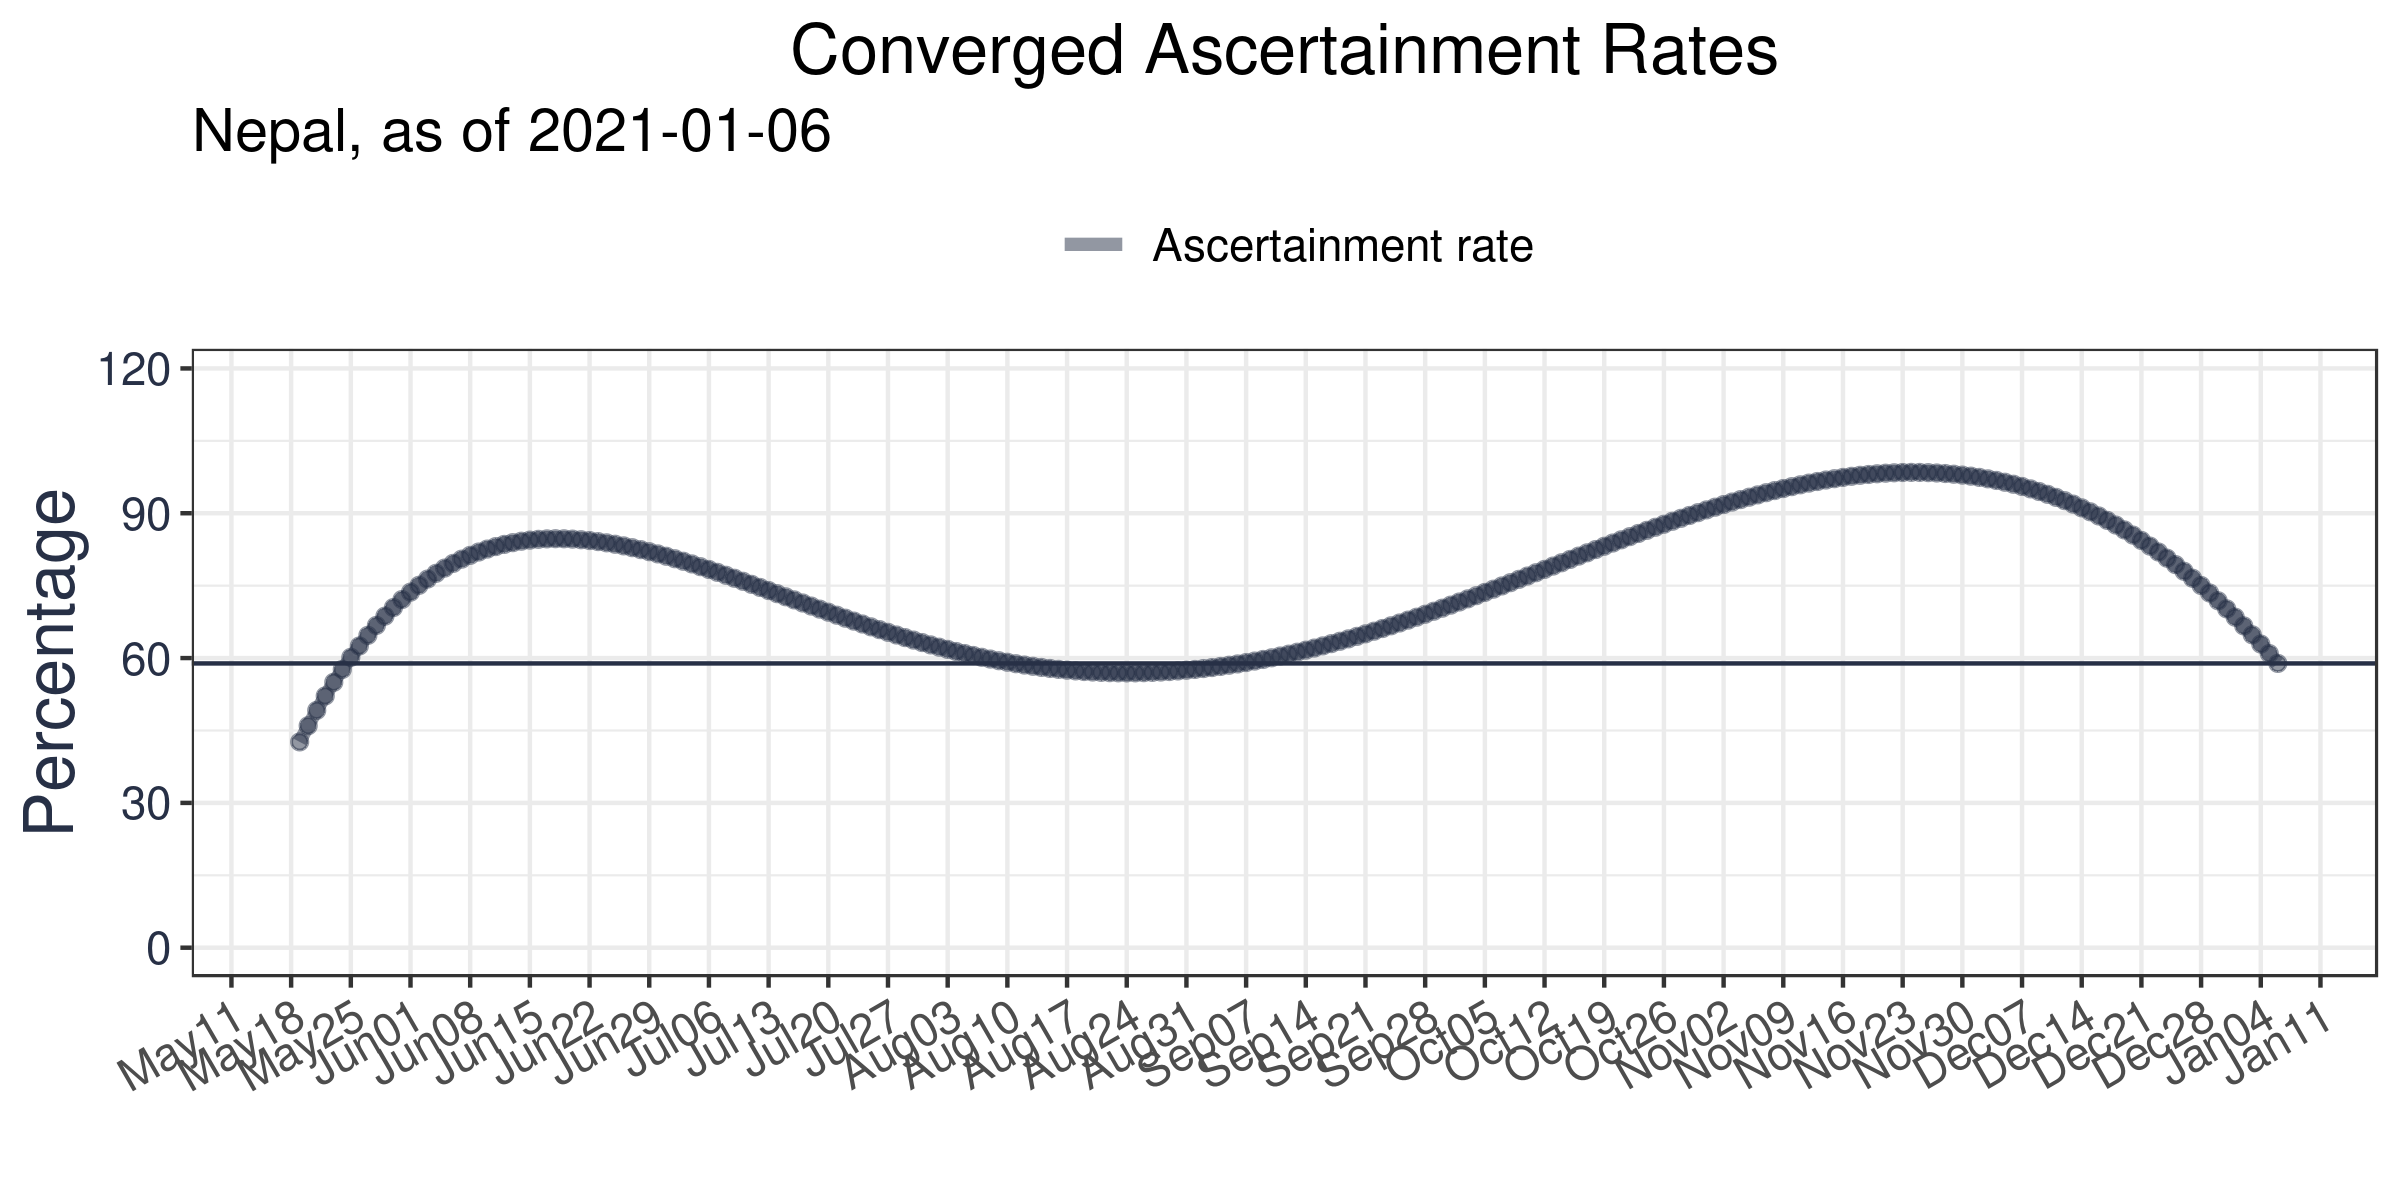 Converged Ascertainment Rates
Nepal, as of 2021-01-06
Ascertainment rate
Percentage
120
90
60
30
0
May11 May18 May25 Jun01 Jun08 Jun15 Jun22 Jun29 Jul06 Jul13 Jul20 Jul27 Aug03 Aug10 Aug17 Aug24 Aug31 Sep07 Sep14 Sep21 Sep28 Oct05 Oct12 Oct19 Oct26 Nov02 Nov09 Nov16 Nov23 Nov30 Dec07 Dec14 Dec21 Dec28 Jan04 Jan11